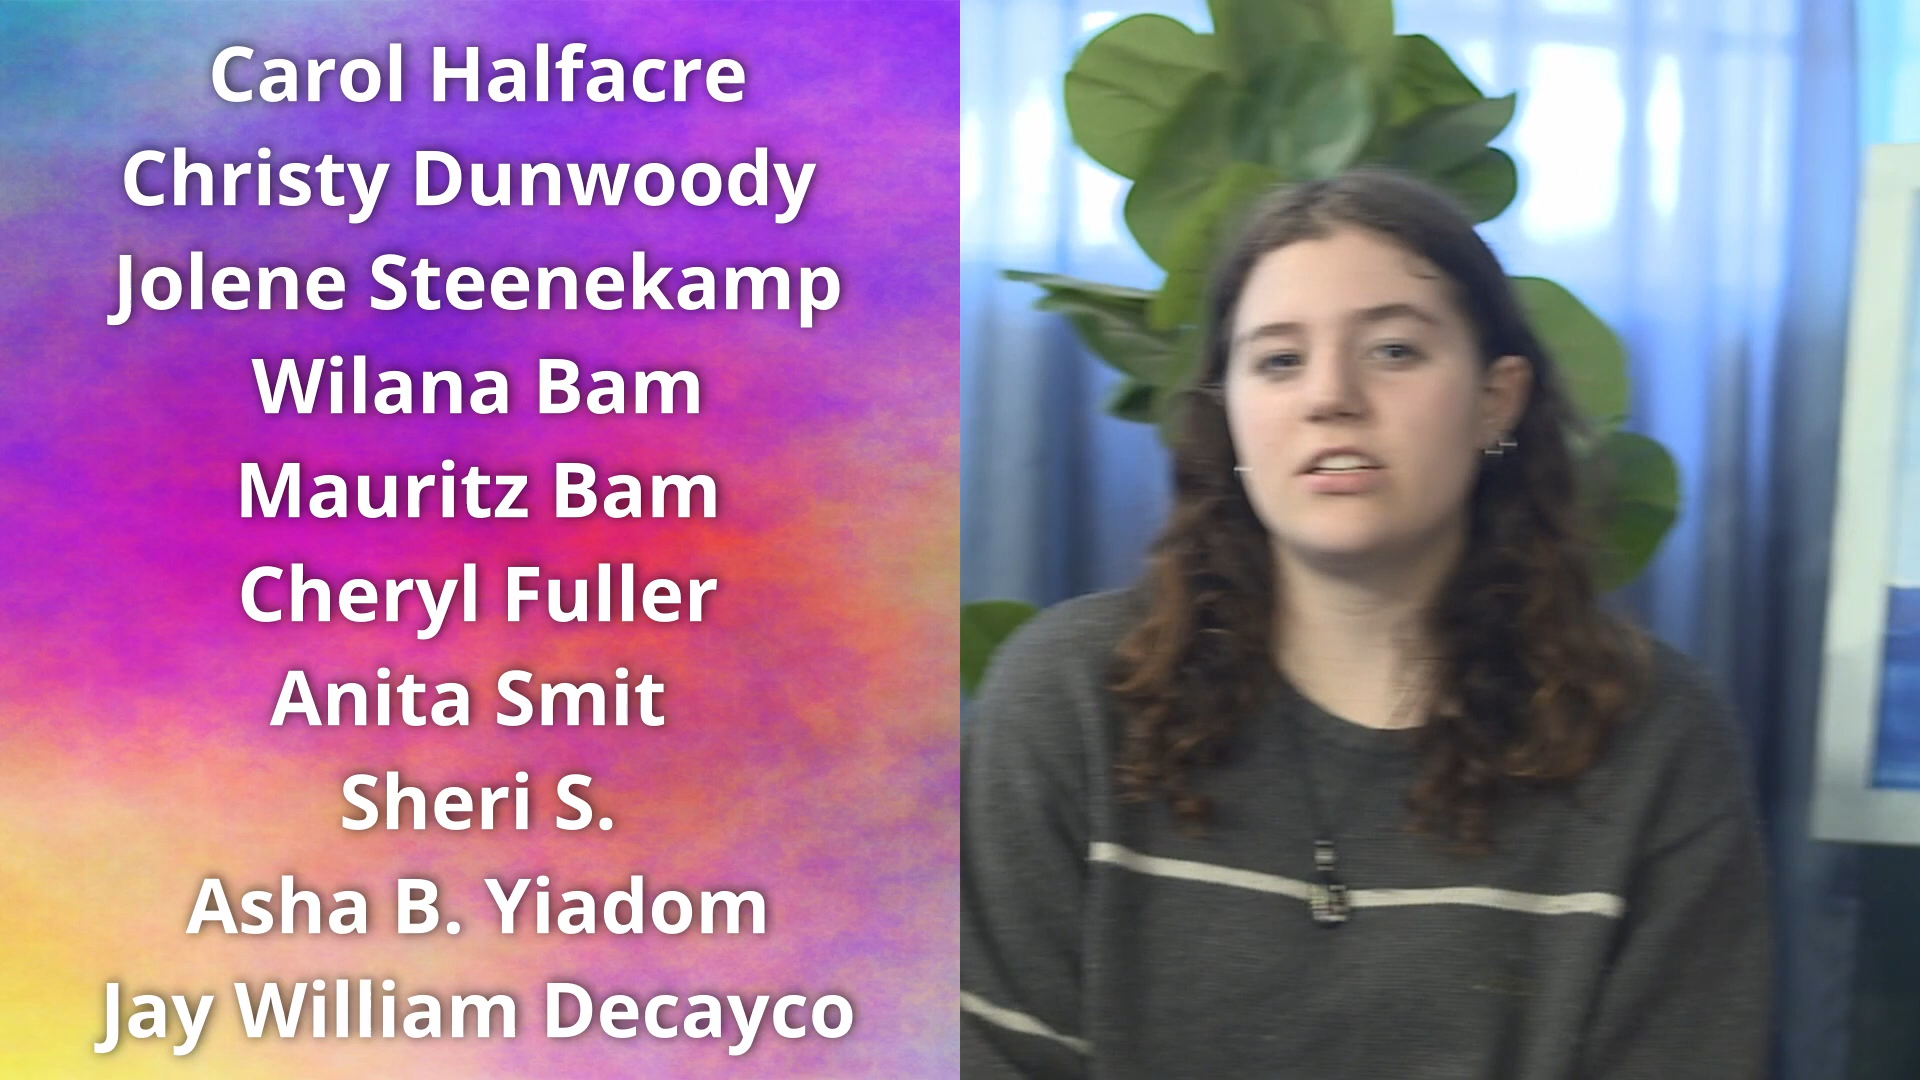 Carol Halfacre
Christy Dunwoody
Jolene Steenekamp
Wilana Bam
Mauritz Bam
Cheryl Fuller
Anita Smit
Sheri S.
Asha B. Yiadom
Jay William Decayco